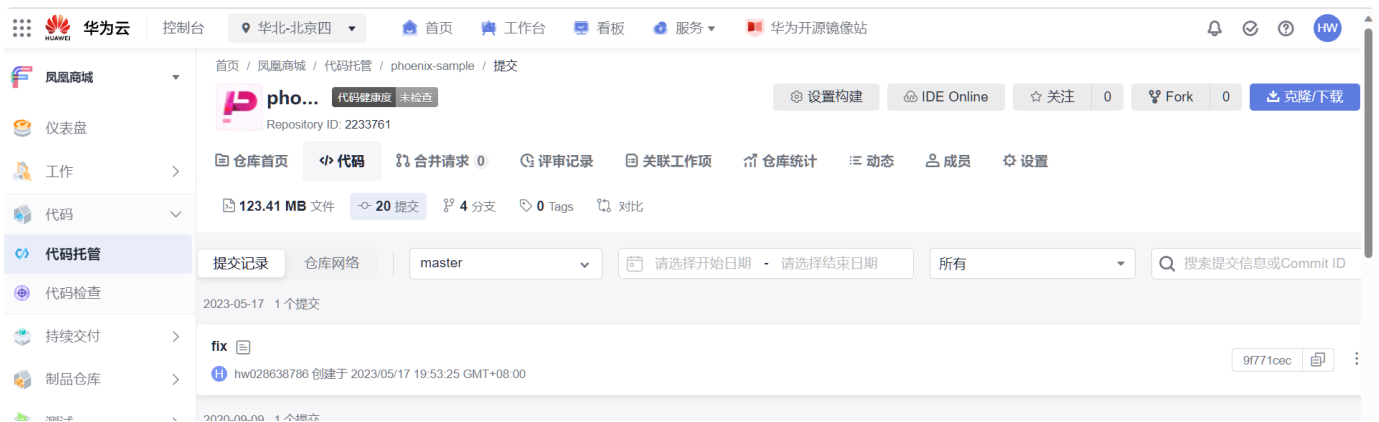 HUAWEI 华为云 控制台 华北-北京四 首页 工作台 看板 服务 华为开源镜像站 HW
凤凰商城
首页 / 凤凰商城 / 代码托管 / phoenix-sample / 提交
pho... 代码健康度 未检查 设置构建 IDE Online 关注 0 Fork 0 克隆/下载
Repository ID: 2233761
仪表盘
仓库首页 代码 合并请求 0 评审记录 关联工作项 仓库统计 动态 成员 设置
工作
123.41 MB 文件 20 提交 4 分支 0 Tags 对比
代码
代码托管
提交记录 仓库网络 master 请选择开始日期 - 请选择结束日期 所有 搜索提交信息或Commit ID
代码检查
2023-05-17 1 个提交
持续交付
fix
9f771cec
H hw028638786 创建于 2023/05/17 19:53:25 GMT+08:00
制品仓库
2020-09-09 1 个提交
测试